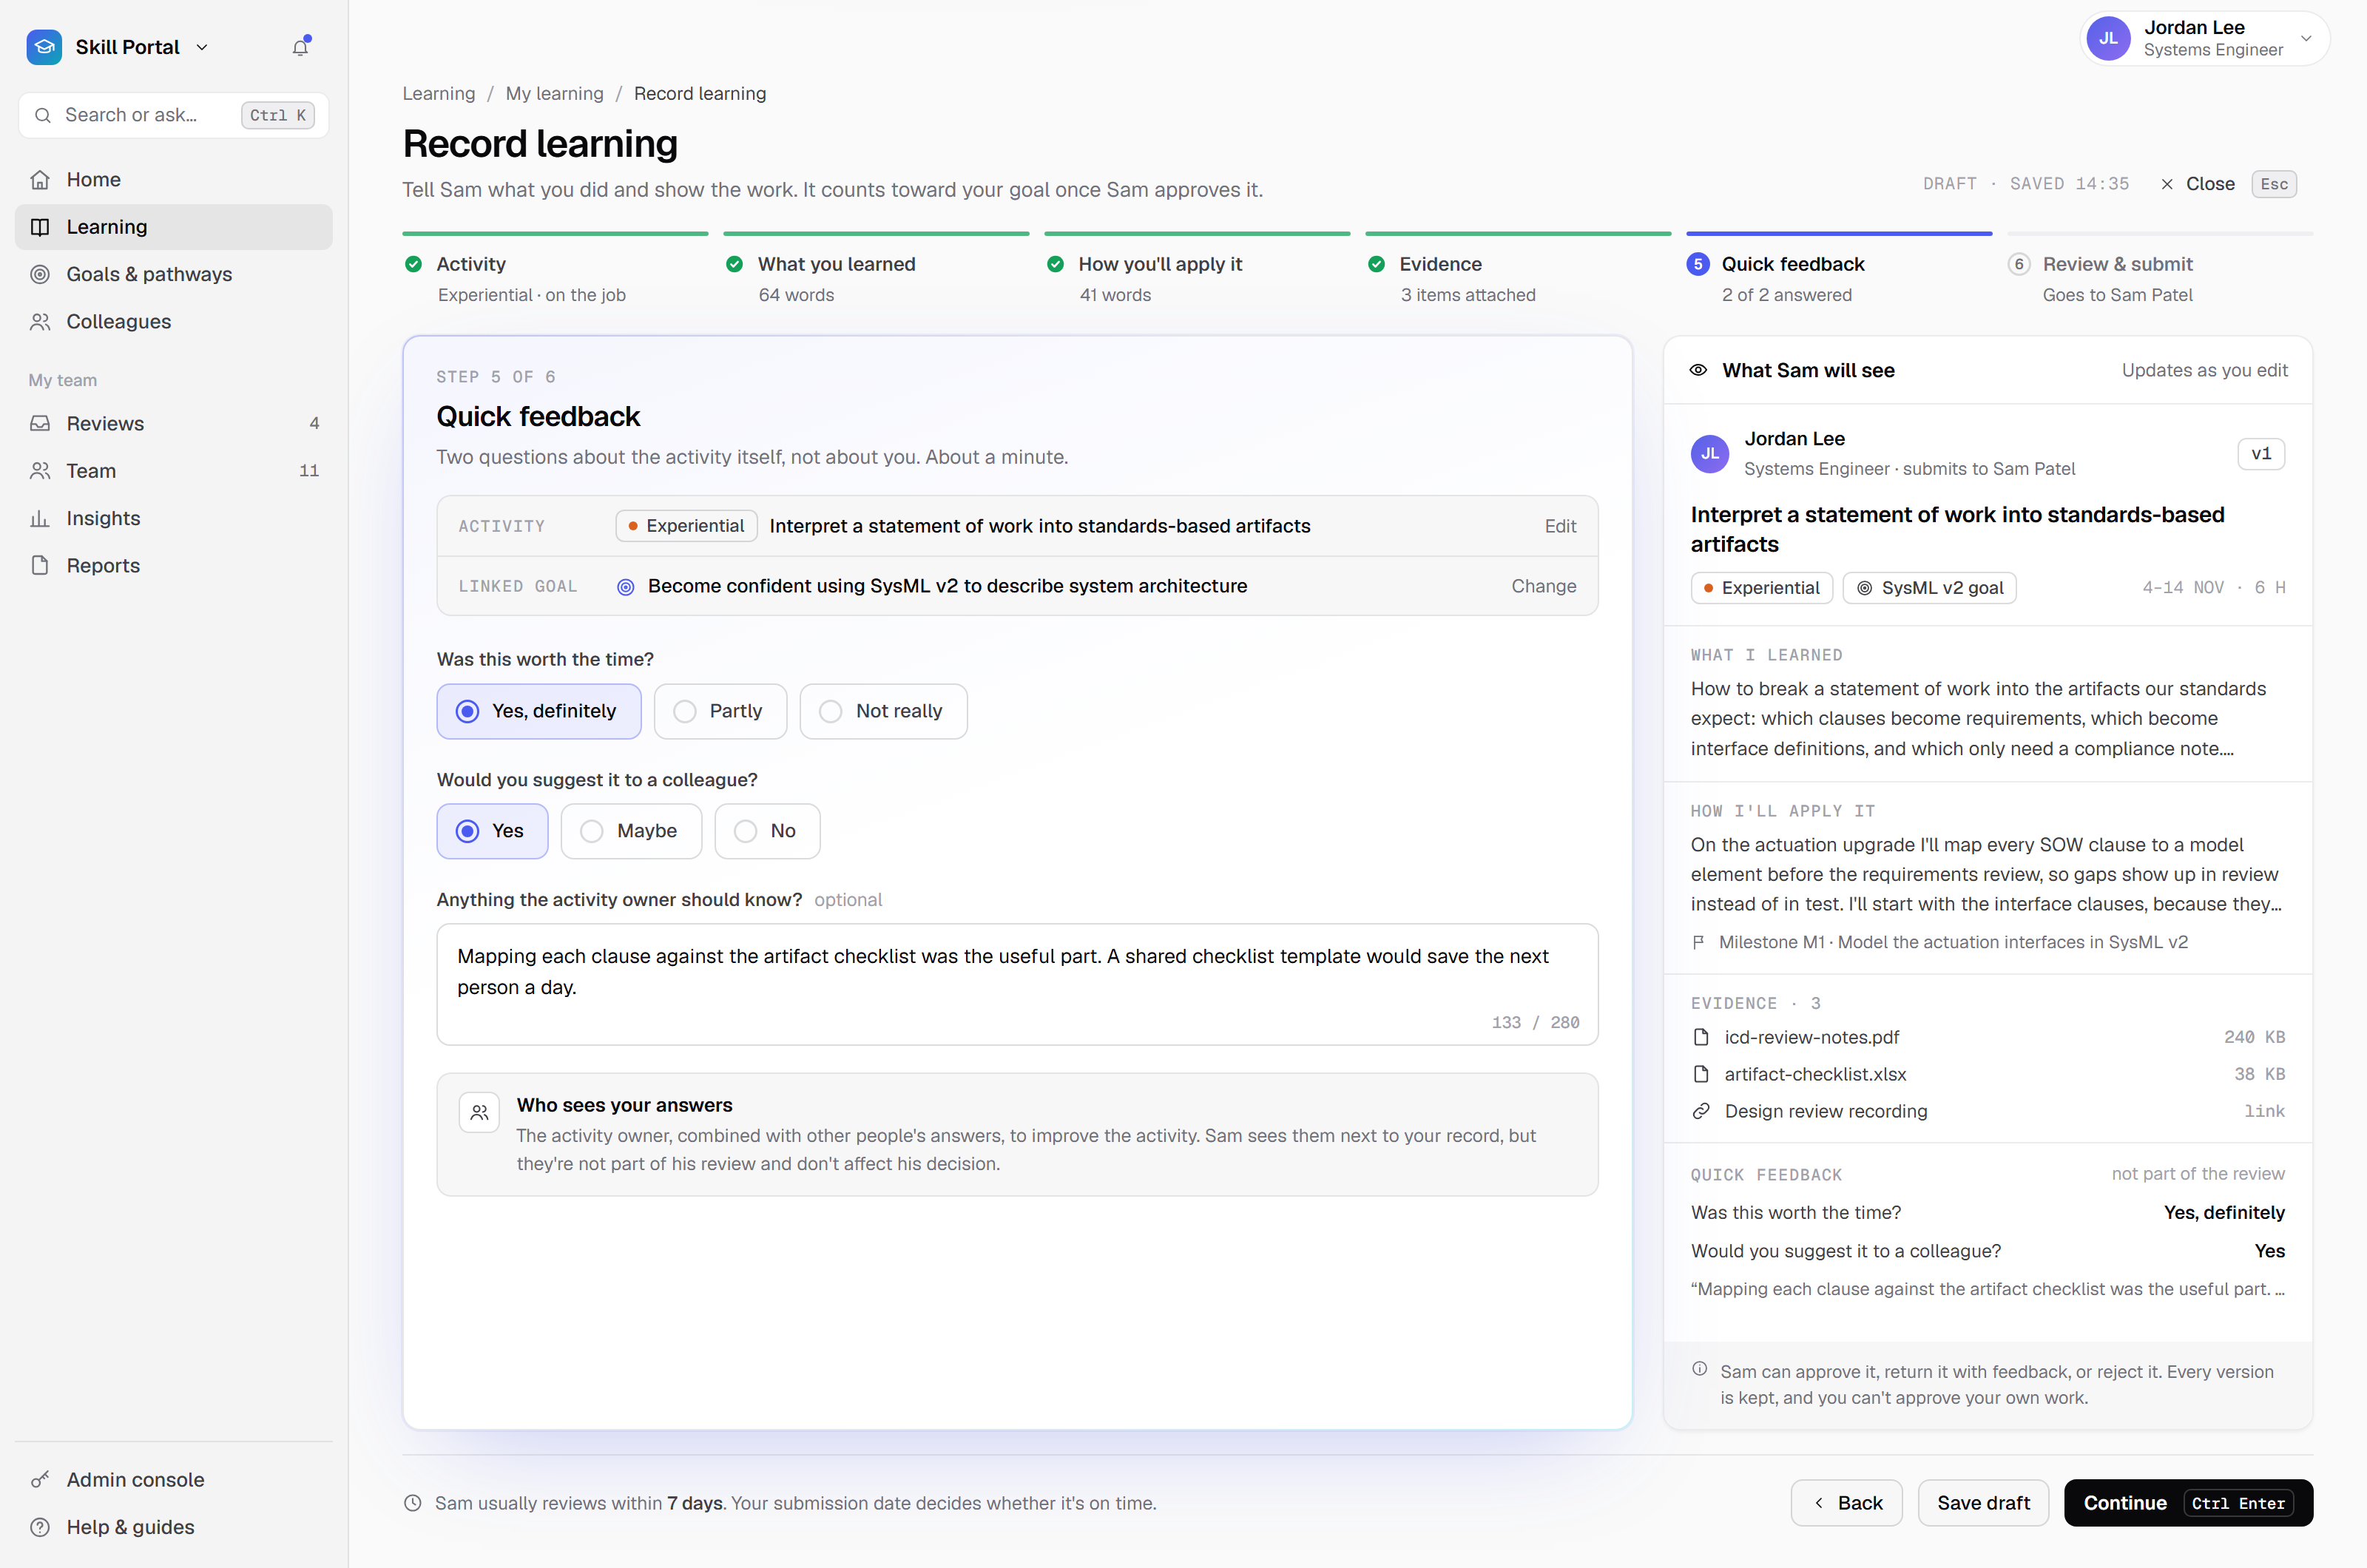 Skill Portal
Search or ask...
Ctrl K
Home
Learning
Goals & pathways
Colleagues
My team
Reviews 4
Team 11
Insights
Reports
Admin console
Help & guides
JL
Jordan Lee
Systems Engineer
Learning / My learning / Record learning
Record learning
Tell Sam what you did and show the work. It counts toward your goal once Sam approves it.
DRAFT · SAVED 14:35
Close Esc
Activity
Experiential · on the job
What you learned
64 words
How you'll apply it
41 words
Evidence
3 items attached
5 Quick feedback
2 of 2 answered
6 Review & submit
Goes to Sam Patel
STEP 5 OF 6
Quick feedback
Two questions about the activity itself, not about you. About a minute.
ACTIVITY Experiential Interpret a statement of work into standards-based artifacts Edit
LINKED GOAL Become confident using SysML v2 to describe system architecture Change
Was this worth the time?
Yes, definitely Partly Not really
Would you suggest it to a colleague?
Yes Maybe No
Anything the activity owner should know? optional
Mapping each clause against the artifact checklist was the useful part. A shared checklist template would save the next
person a day.
133 / 280
Who sees your answers
The activity owner, combined with other people's answers, to improve the activity. Sam sees them next to your record, but
they're not part of his review and don't affect his decision.
What Sam will see Updates as you edit
JL
Jordan Lee
Systems Engineer · submits to Sam Patel
v1
Interpret a statement of work into standards-based
artifacts
Experiential SysML v2 goal 4–14 NOV · 6 H
WHAT I LEARNED
How to break a statement of work into the artifacts our standards
expect: which clauses become requirements, which become
interface definitions, and which only need a compliance note....
HOW I'LL APPLY IT
On the actuation upgrade I'll map every SOW clause to a model
element before the requirements review, so gaps show up in review
instead of in test. I'll start with the interface clauses, because they...
Milestone M1 · Model the actuation interfaces in SysML v2
EVIDENCE · 3
icd-review-notes.pdf 240 KB
artifact-checklist.xlsx 38 KB
Design review recording link
QUICK FEEDBACK not part of the review
Was this worth the time? Yes, definitely
Would you suggest it to a colleague? Yes
“Mapping each clause against the artifact checklist was the useful part. ...
Sam can approve it, return it with feedback, or reject it. Every version
is kept, and you can't approve your own work.
Sam usually reviews within 7 days. Your submission date decides whether it's on time.
Back
Save draft
Continue Ctrl Enter